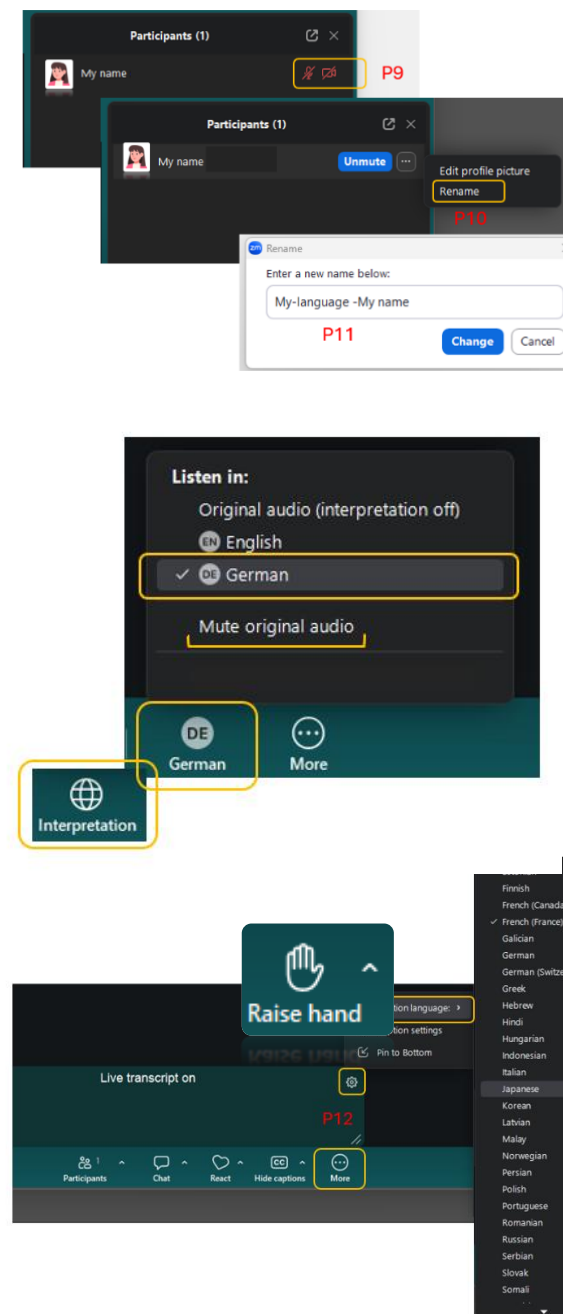 Participants (1)
My name
P9
Participants (1)
My name
Unmute
Edit profile picture
Rename
P10
zm Rename
Enter a new name below:
My-language -My name
P11
Change Cancel
Listen in:
Original audio (interpretation off)
EN English
DE German
Mute original audio
DE
German
More
Interpretation
Finnish
French (Canada
French (France)
Galician
German
German (Switze
Greek
Hebrew
Hindi
Hungarian
Indonesian
Italian
Japanese
Korean
Latvian
Malay
Norwegian
Persian
Polish
Portuguese
Romanian
Russian
Serbian
Slovak
Somali
Raise hand
language:
settings
Pin to Bottom
Live transcript on
P12
1
Participants
Chat
React
CC
Hide captions
More